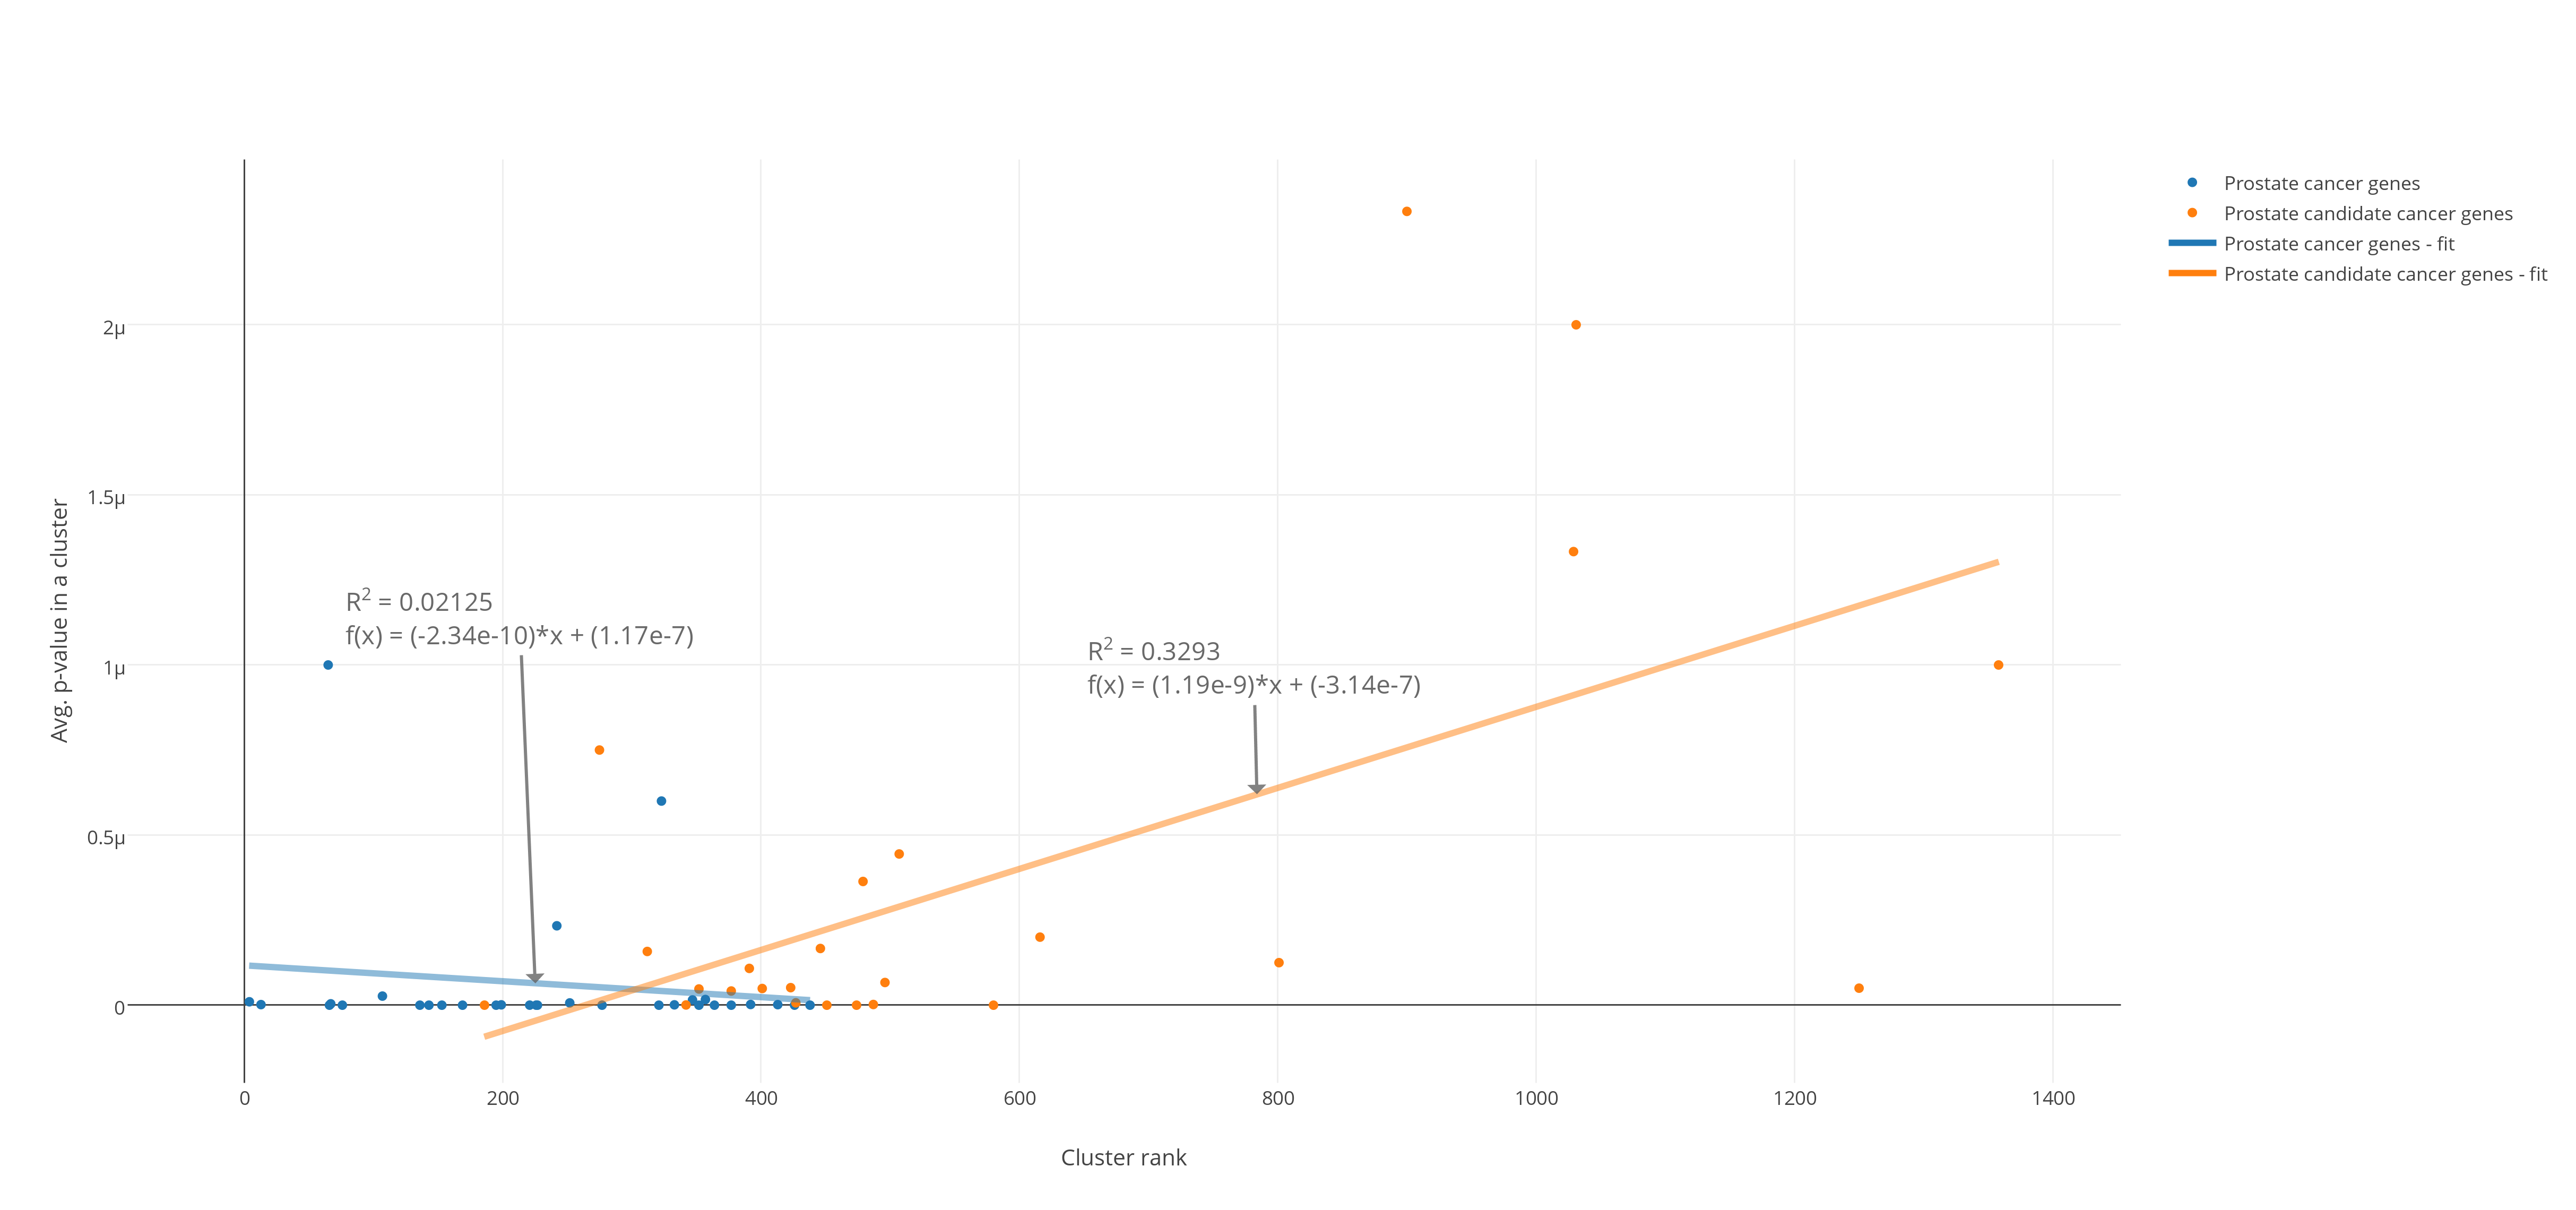 Prostate cancer genes
Prostate candidate cancer genes
Prostate cancer genes - fit
Prostate candidate cancer genes - fit
2μ
1.5μ
1μ
0.5μ
0
Avg. p-value in a cluster
R² = 0.02125
f(x) = (-2.34e-10)*x + (1.17e-7)
R² = 0.3293
f(x) = (1.19e-9)*x + (-3.14e-7)
0 200 400 600 800 1000 1200 1400
Cluster rank